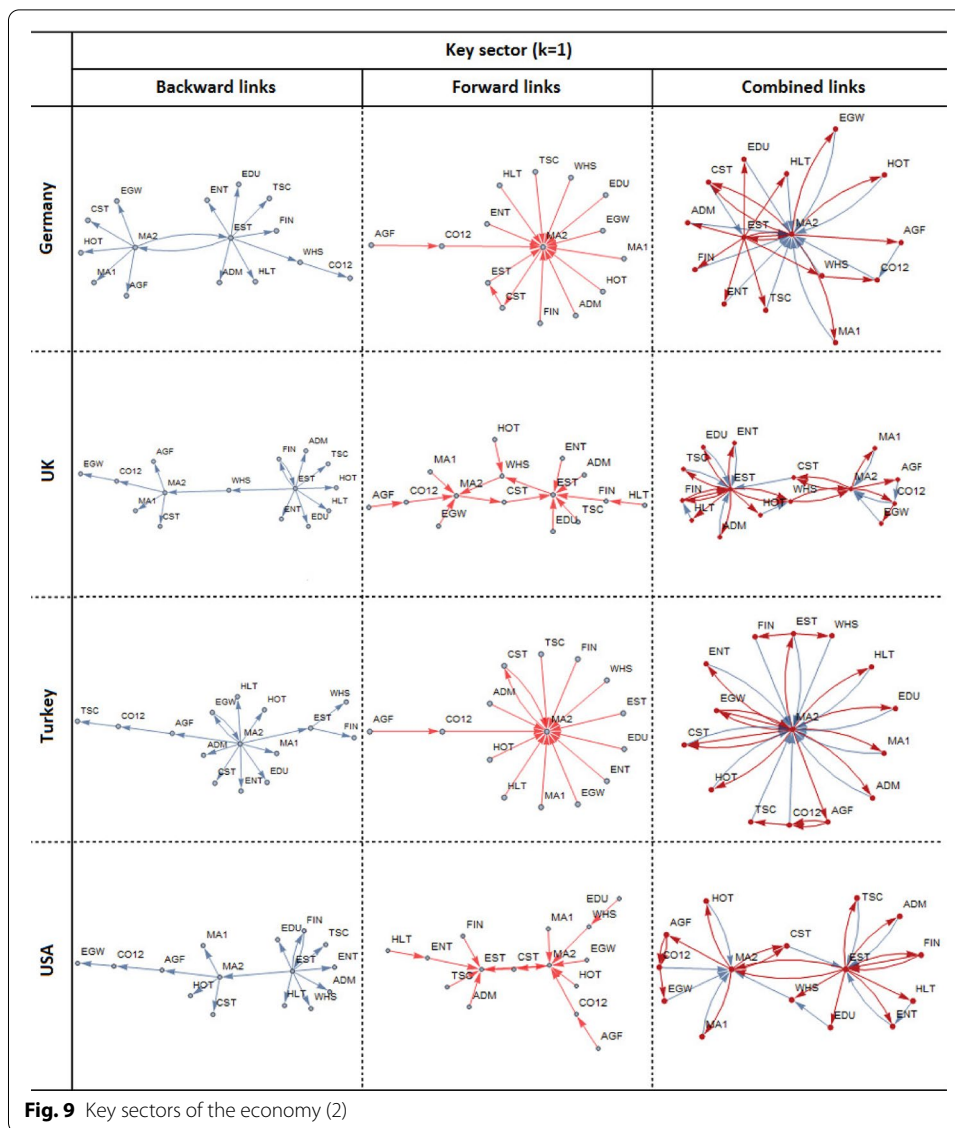 Key sector (k=1)
Backward links Forward links Combined links
Germany
EGW EDU
CST ENT TSC
MA2 EST FIN
HOT WHS
MA1 ADM HLT CO12
AGF
TSC WHS
HLT EDU
ENT EGW
AGF CO12 MA2 MA1
EST HOT
CST ADM
FIN
EGW
EDU HLT HOT
CST
ADM EST MA2 AGF
FIN WHS CO12
ENT TSC
MA1
UK
AGF FIN ADM
EGW CO12 TSC
MA2 WHS EST HOT
MA1 HLT
CST ENT EDU
HOT
MA1 WHS ENT ADM
AGF CO12 MA2 CST EST FIN HLT
EGW TSC
EDU
EDU ENT MA1
TSC EST CST MA2 AGF
FIN WHS CO12
HLT HOT EGW
ADM
Turkey
HLT WHS
EGW HOT
TSC CO12 AGF MA2 EST FIN
ADM MA1
CST ENT EDU
TSC FIN
CST WHS
ADM EST
AGF CO12 MA2
HOT EDU
HLT ENT
MA1 EGW
FIN EST WHS
ENT HLT
EGW MA2 EDU
CST MA1
HOT ADM
TSC CO12 AGF
USA
EDU FIN
MA1 TSC
EGW CO12 AGF MA2 EST ENT
HOT ADM
CST HLT WHS
EDU
FIN MA1 WHS
HLT ENT EST CST MA2 EGW
TSC HOT
ADM CO12
AGF
HOT TSC ADM
AGF CST
CO12 MA2 EST FIN
EGW WHS HLT
MA1 EDU ENT
Fig. 9 Key sectors of the economy (2)